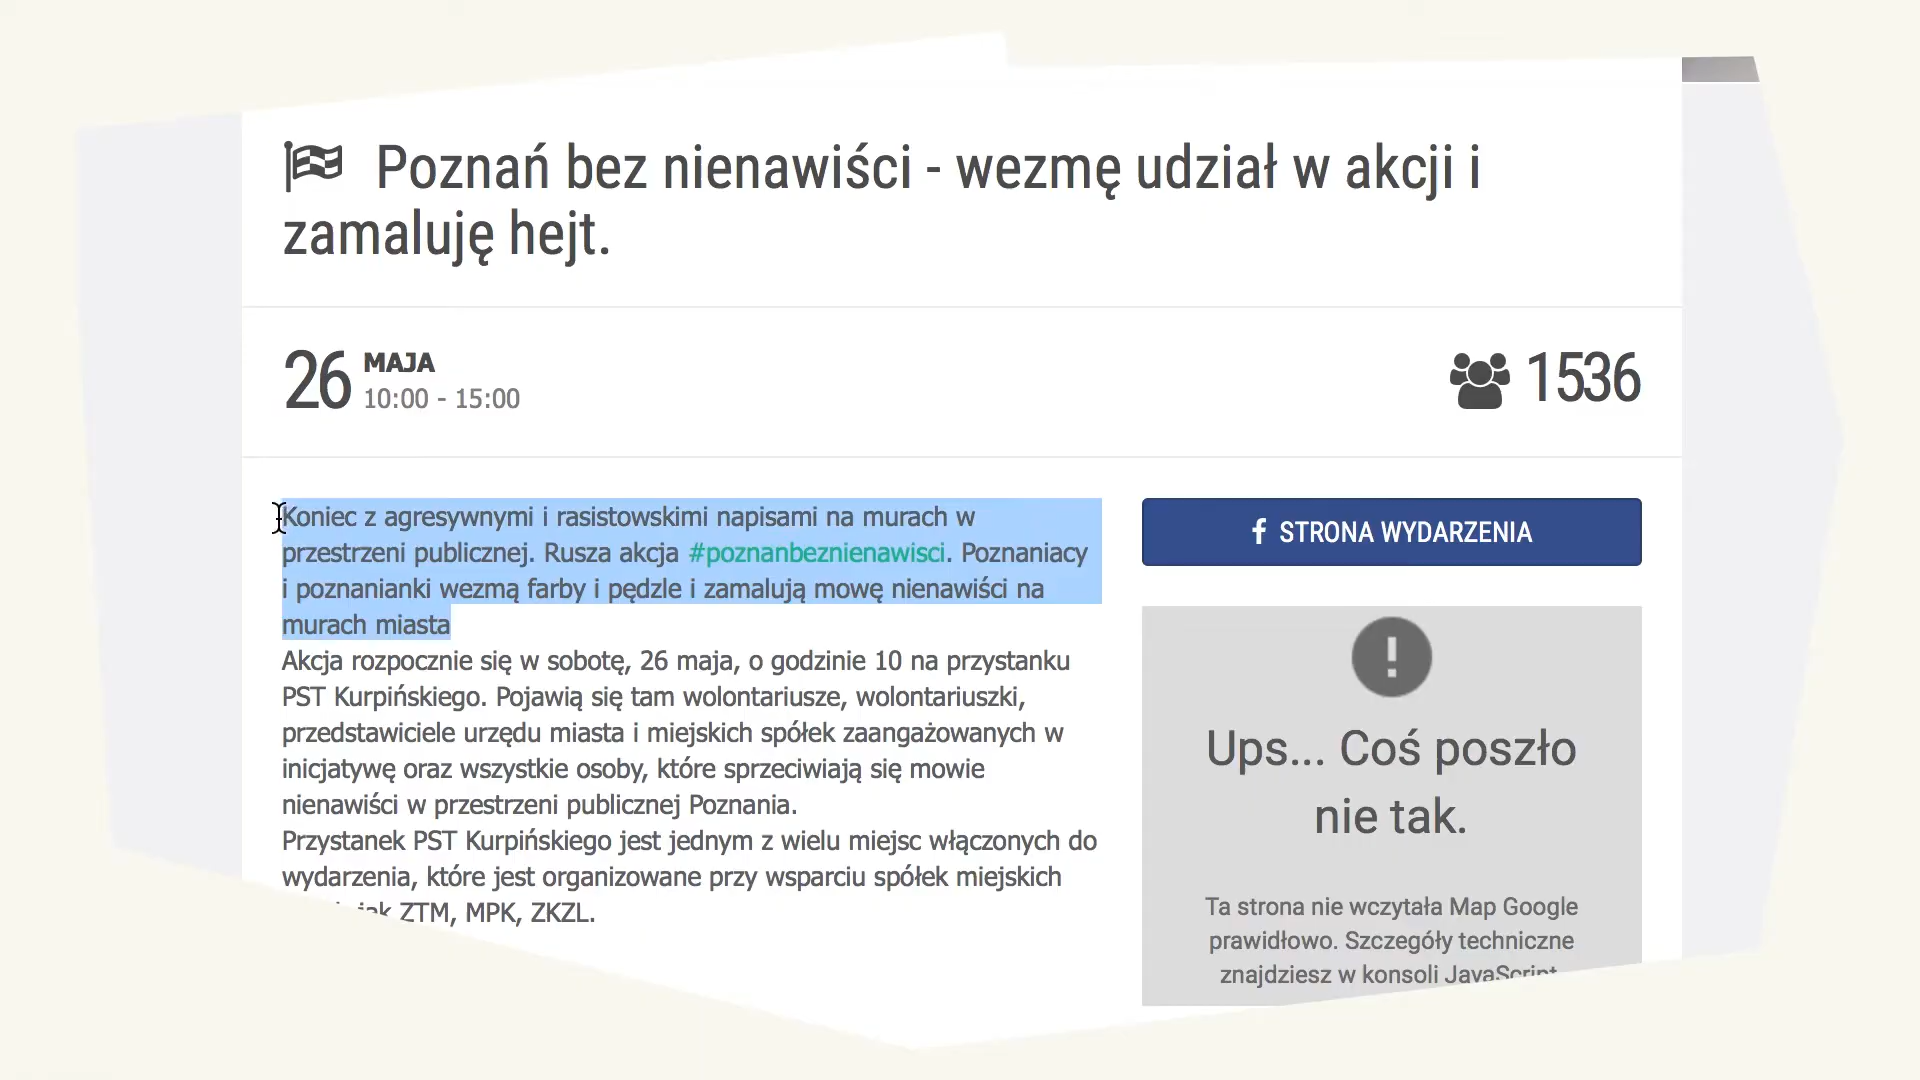 Poznań bez nienawiści - wezmę udział w akcji i
zamaluję hejt.
26 MAJA
10:00 - 15:00
1536
Koniec z agresywnymi i rasistowskimi napisami na murach w
przestrzeni publicznej. Rusza akcja #poznanbeznienawisci. Poznaniacy
i poznanianki wezmą farby i pędzle i zamalują mowę nienawiści na
murach miasta
Akcja rozpocznie się w sobotę, 26 maja, o godzinie 10 na przystanku
PST Kurpińskiego. Pojawią się tam wolontariusze, wolontariuszki,
przedstawiciele urzędu miasta i miejskich spółek zaangażowanych w
inicjatywę oraz wszystkie osoby, które sprzeciwiają się mowie
nienawiści w przestrzeni publicznej Poznania.
Przystanek PST Kurpińskiego jest jednym z wielu miejsc włączonych do
wydarzenia, które jest organizowane przy wsparciu spółek miejskich
jak ZTM, MPK, ZKZL.
f STRONA WYDARZENIA
!
Ups... Coś poszło
nie tak.
Ta strona nie wczytała Map Google
prawidłowo. Szczegóły techniczne
znajdziesz w konsoli JavaScript